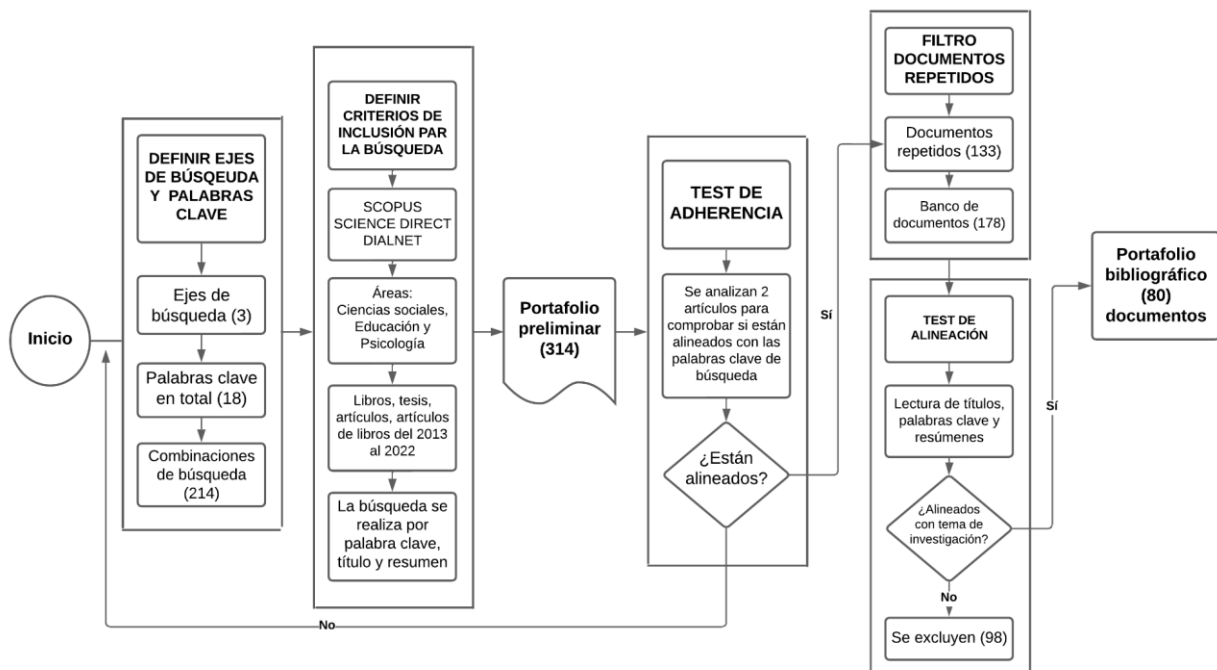 Inicio
DEFINIR EJES
DE BÚSQEUDA
Y PALABRAS
CLAVE
Ejes de
búsqueda (3)
Palabras clave
en total (18)
Combinaciones
de búsqueda
(214)
DEFINIR
CRITERIOS DE
INCLUSIÓN PAR
LA BÚSQUEDA
SCOPUS
SCIENCE DIRECT
DIALNET
Áreas:
Ciencias sociales,
Educación y
Psicología
Libros, tesis,
artículos, artículos
de libros del 2013
al 2022
La búsqueda se
realiza por
palabra clave,
título y resumen
Portafolio
preliminar
(314)
TEST DE
ADHERENCIA
Se analizan 2
artículos para
comprobar si están
alineados con las
palabras clave de
búsqueda
¿Están
alineados?
No
Sí
FILTRO
DOCUMENTOS
REPETIDOS
Documentos
repetidos (133)
Banco de
documentos (178)
TEST DE
ALINEACIÓN
Lectura de títulos,
palabras clave y
resúmenes
¿Alineados
con tema de
investigación?
No
Se excluyen (98)
Sí
Portafolio
bibliográfico
(80)
documentos